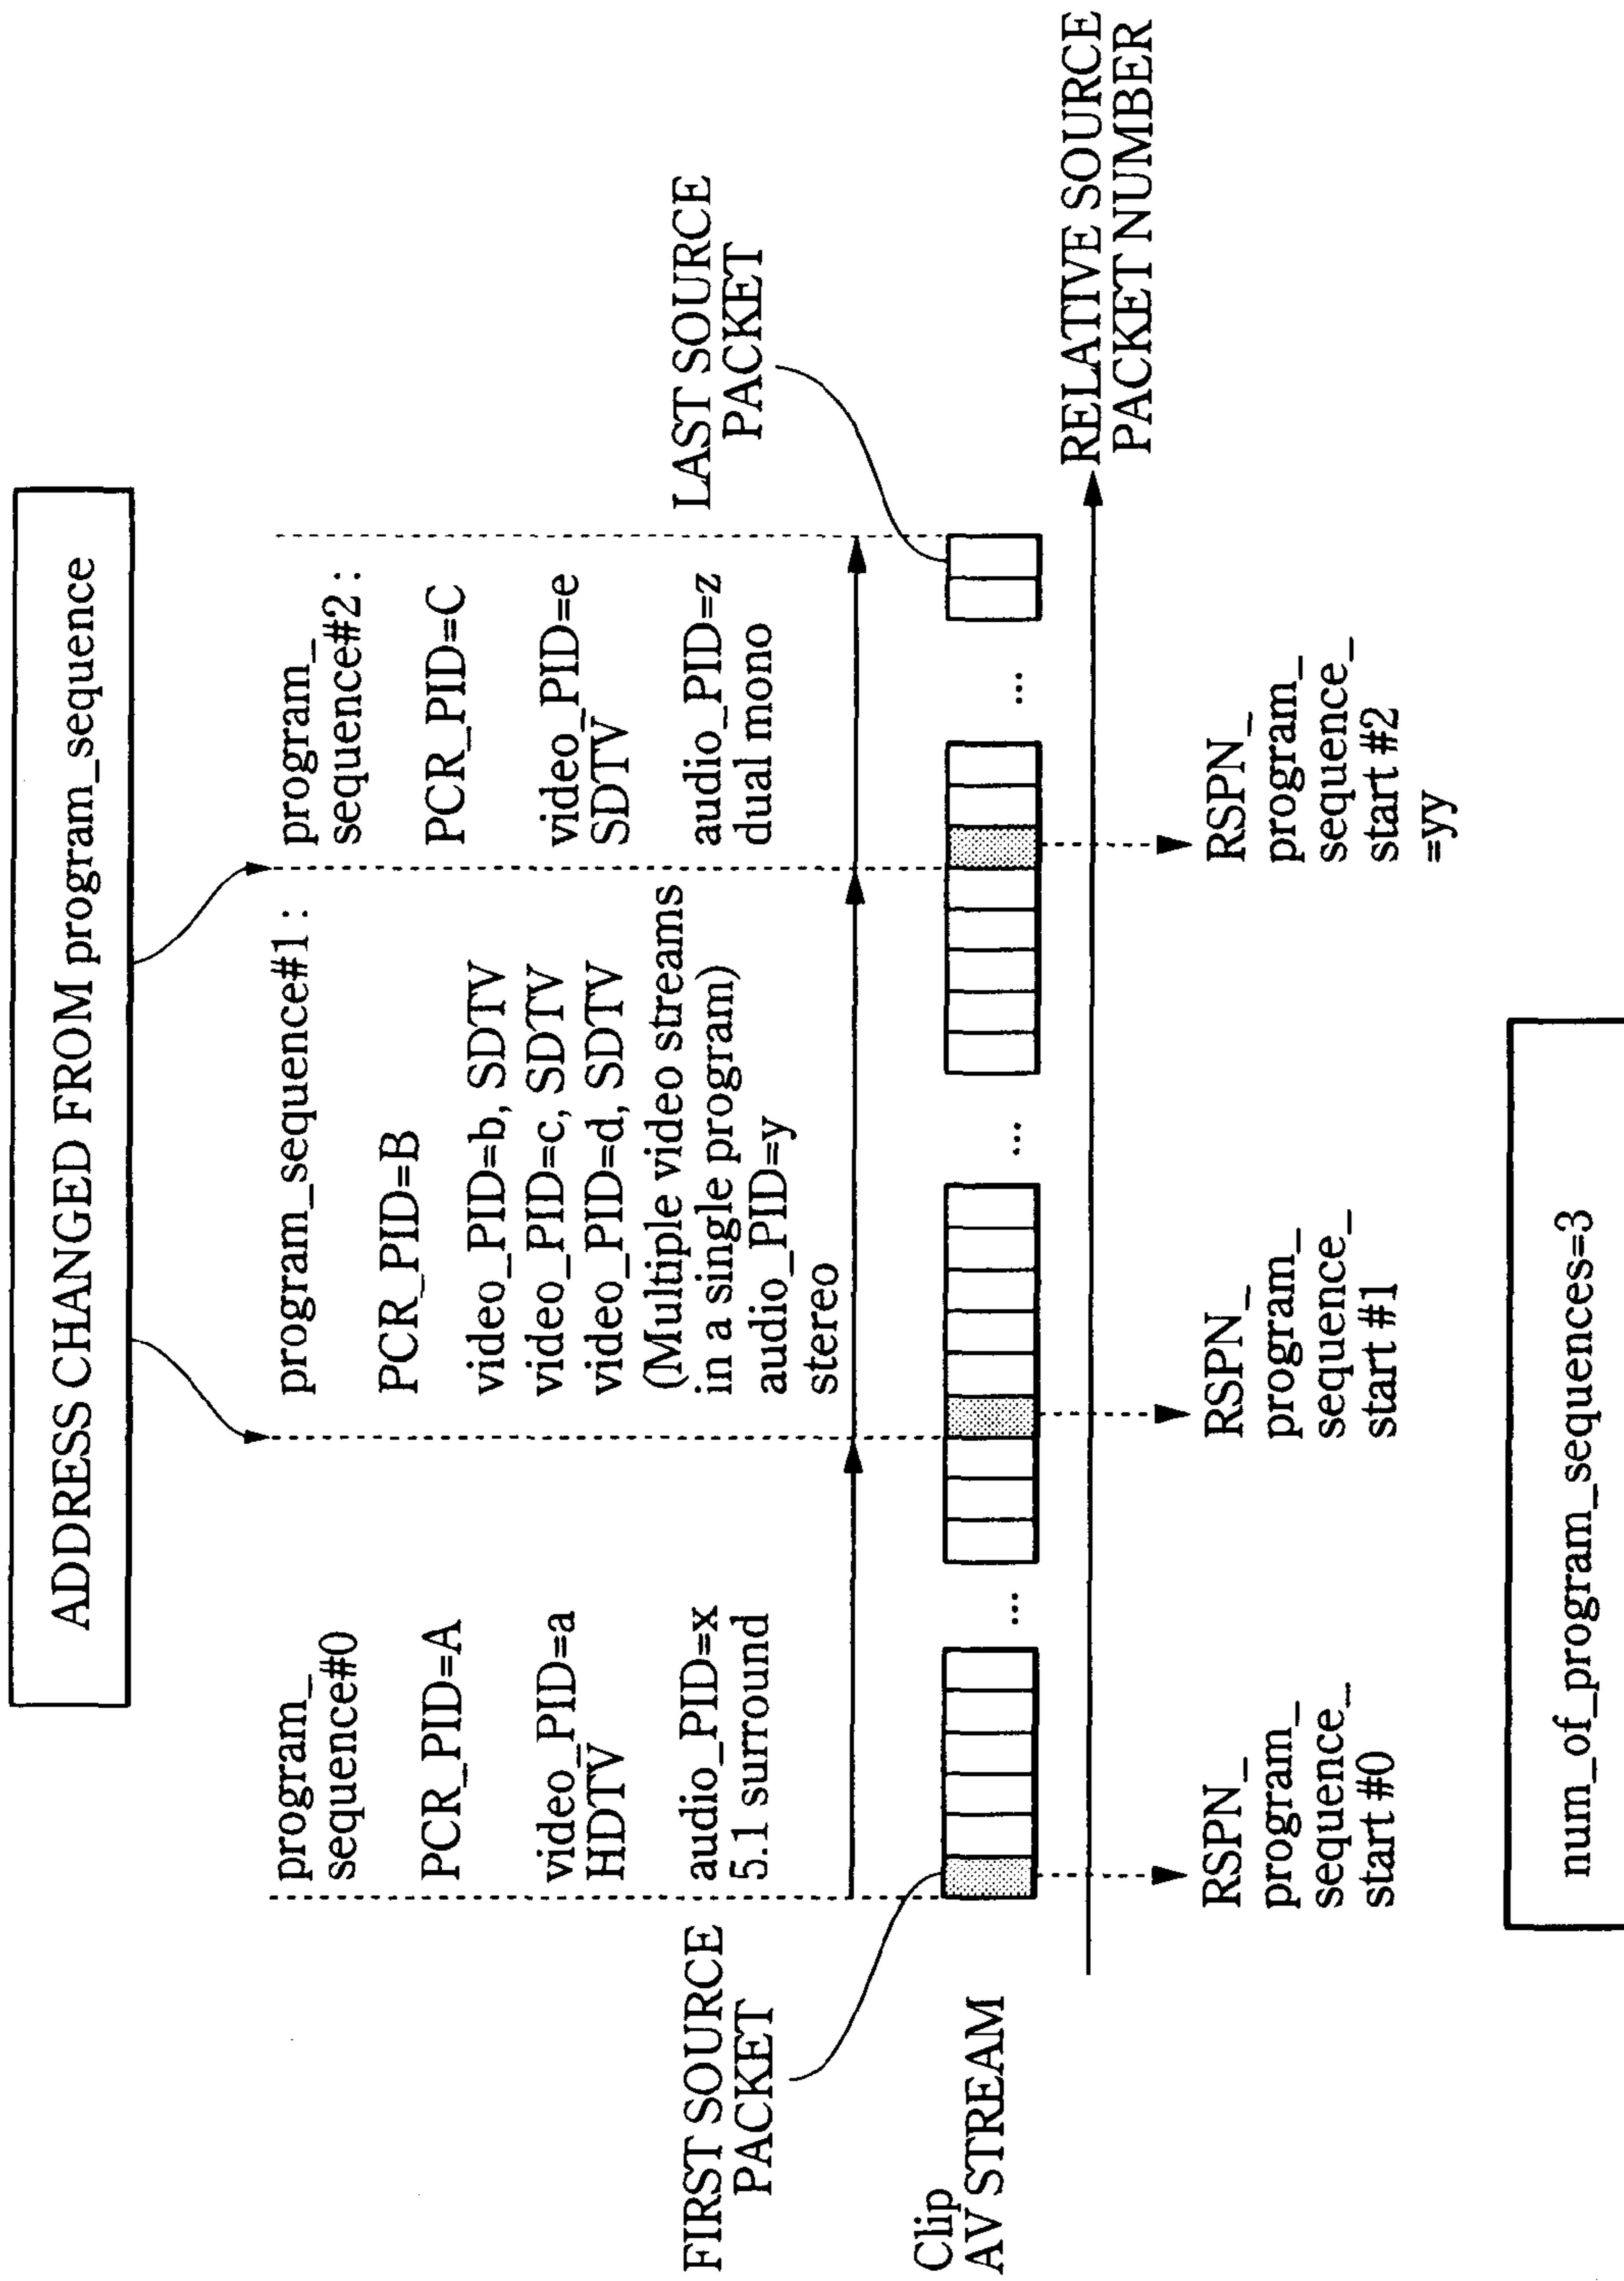 ADDRESS CHANGED FROM program_sequence
program_
sequence#0
PCR_PID=A
video_PID=a
HDTV
audio_PID=x
5.1 surround
program_sequence#1 :
PCR_PID=B
video_PID=b, SDTV
video_PID=c, SDTV
video_PID=d, SDTV
(Multiple video streams
in a single program)
audio_PID=y
stereo
program_
sequence#2 :
PCR_PID=C
video_PID=e
SDTV
audio_PID=z
dual mono
FIRST SOURCE
PACKET
LAST SOURCE
PACKET
Clip
AV STREAM
...
...
...
RELATIVE SOURCE
PACKET NUMBER
RSPN_
program_
sequence_
start #0
RSPN_
program_
sequence_
start #1
RSPN_
program_
sequence_
start #2
=yy
num_of_program_sequences=3